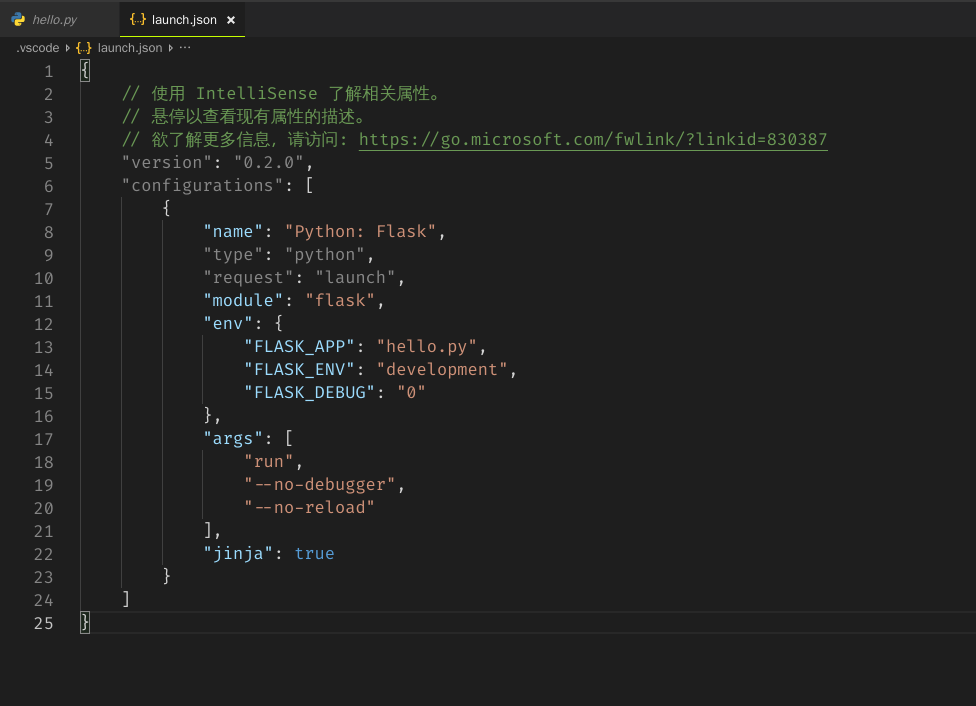 hello.py
{..} launch.json ×
.vscode {..} launch.json ...
1 {
2 // 使用 IntelliSense 了解相关属性。
3 // 悬停以查看现有属性的描述。
4 // 欲了解更多信息，请访问: https://go.microsoft.com/fwlink/?linkid=830387
5 "version": "0.2.0",
6 "configurations": [
7 {
8 "name": "Python: Flask",
9 "type": "python",
10 "request": "launch",
11 "module": "flask",
12 "env": {
13 "FLASK_APP": "hello.py",
14 "FLASK_ENV": "development",
15 "FLASK_DEBUG": "0"
16 },
17 "args": [
18 "run",
19 "--no-debugger",
20 "--no-reload"
21 ],
22 "jinja": true
23 }
24 ]
25 }